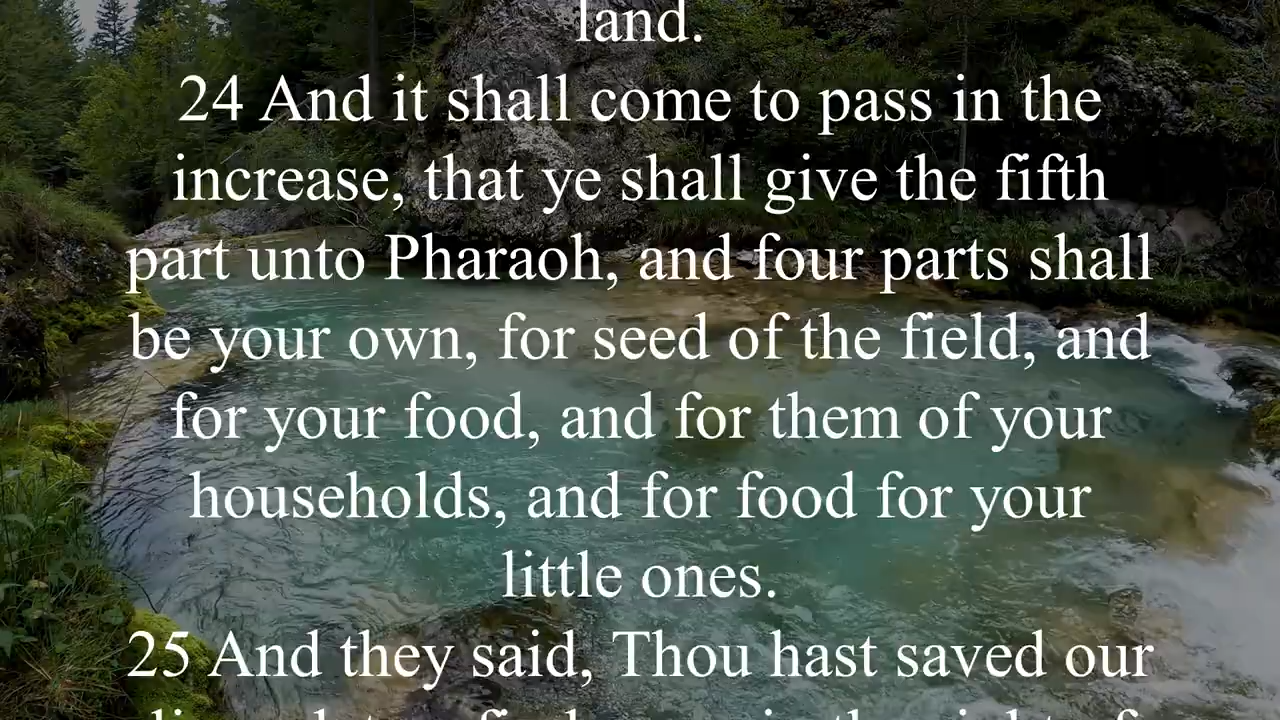 land.
24 And it shall come to pass in the
increase, that ye shall give the fifth
part unto Pharaoh, and four parts shall
be your own, for seed of the field, and
for your food, and for them of your
households, and for food for your
little ones.
25 And they said, Thou hast saved our